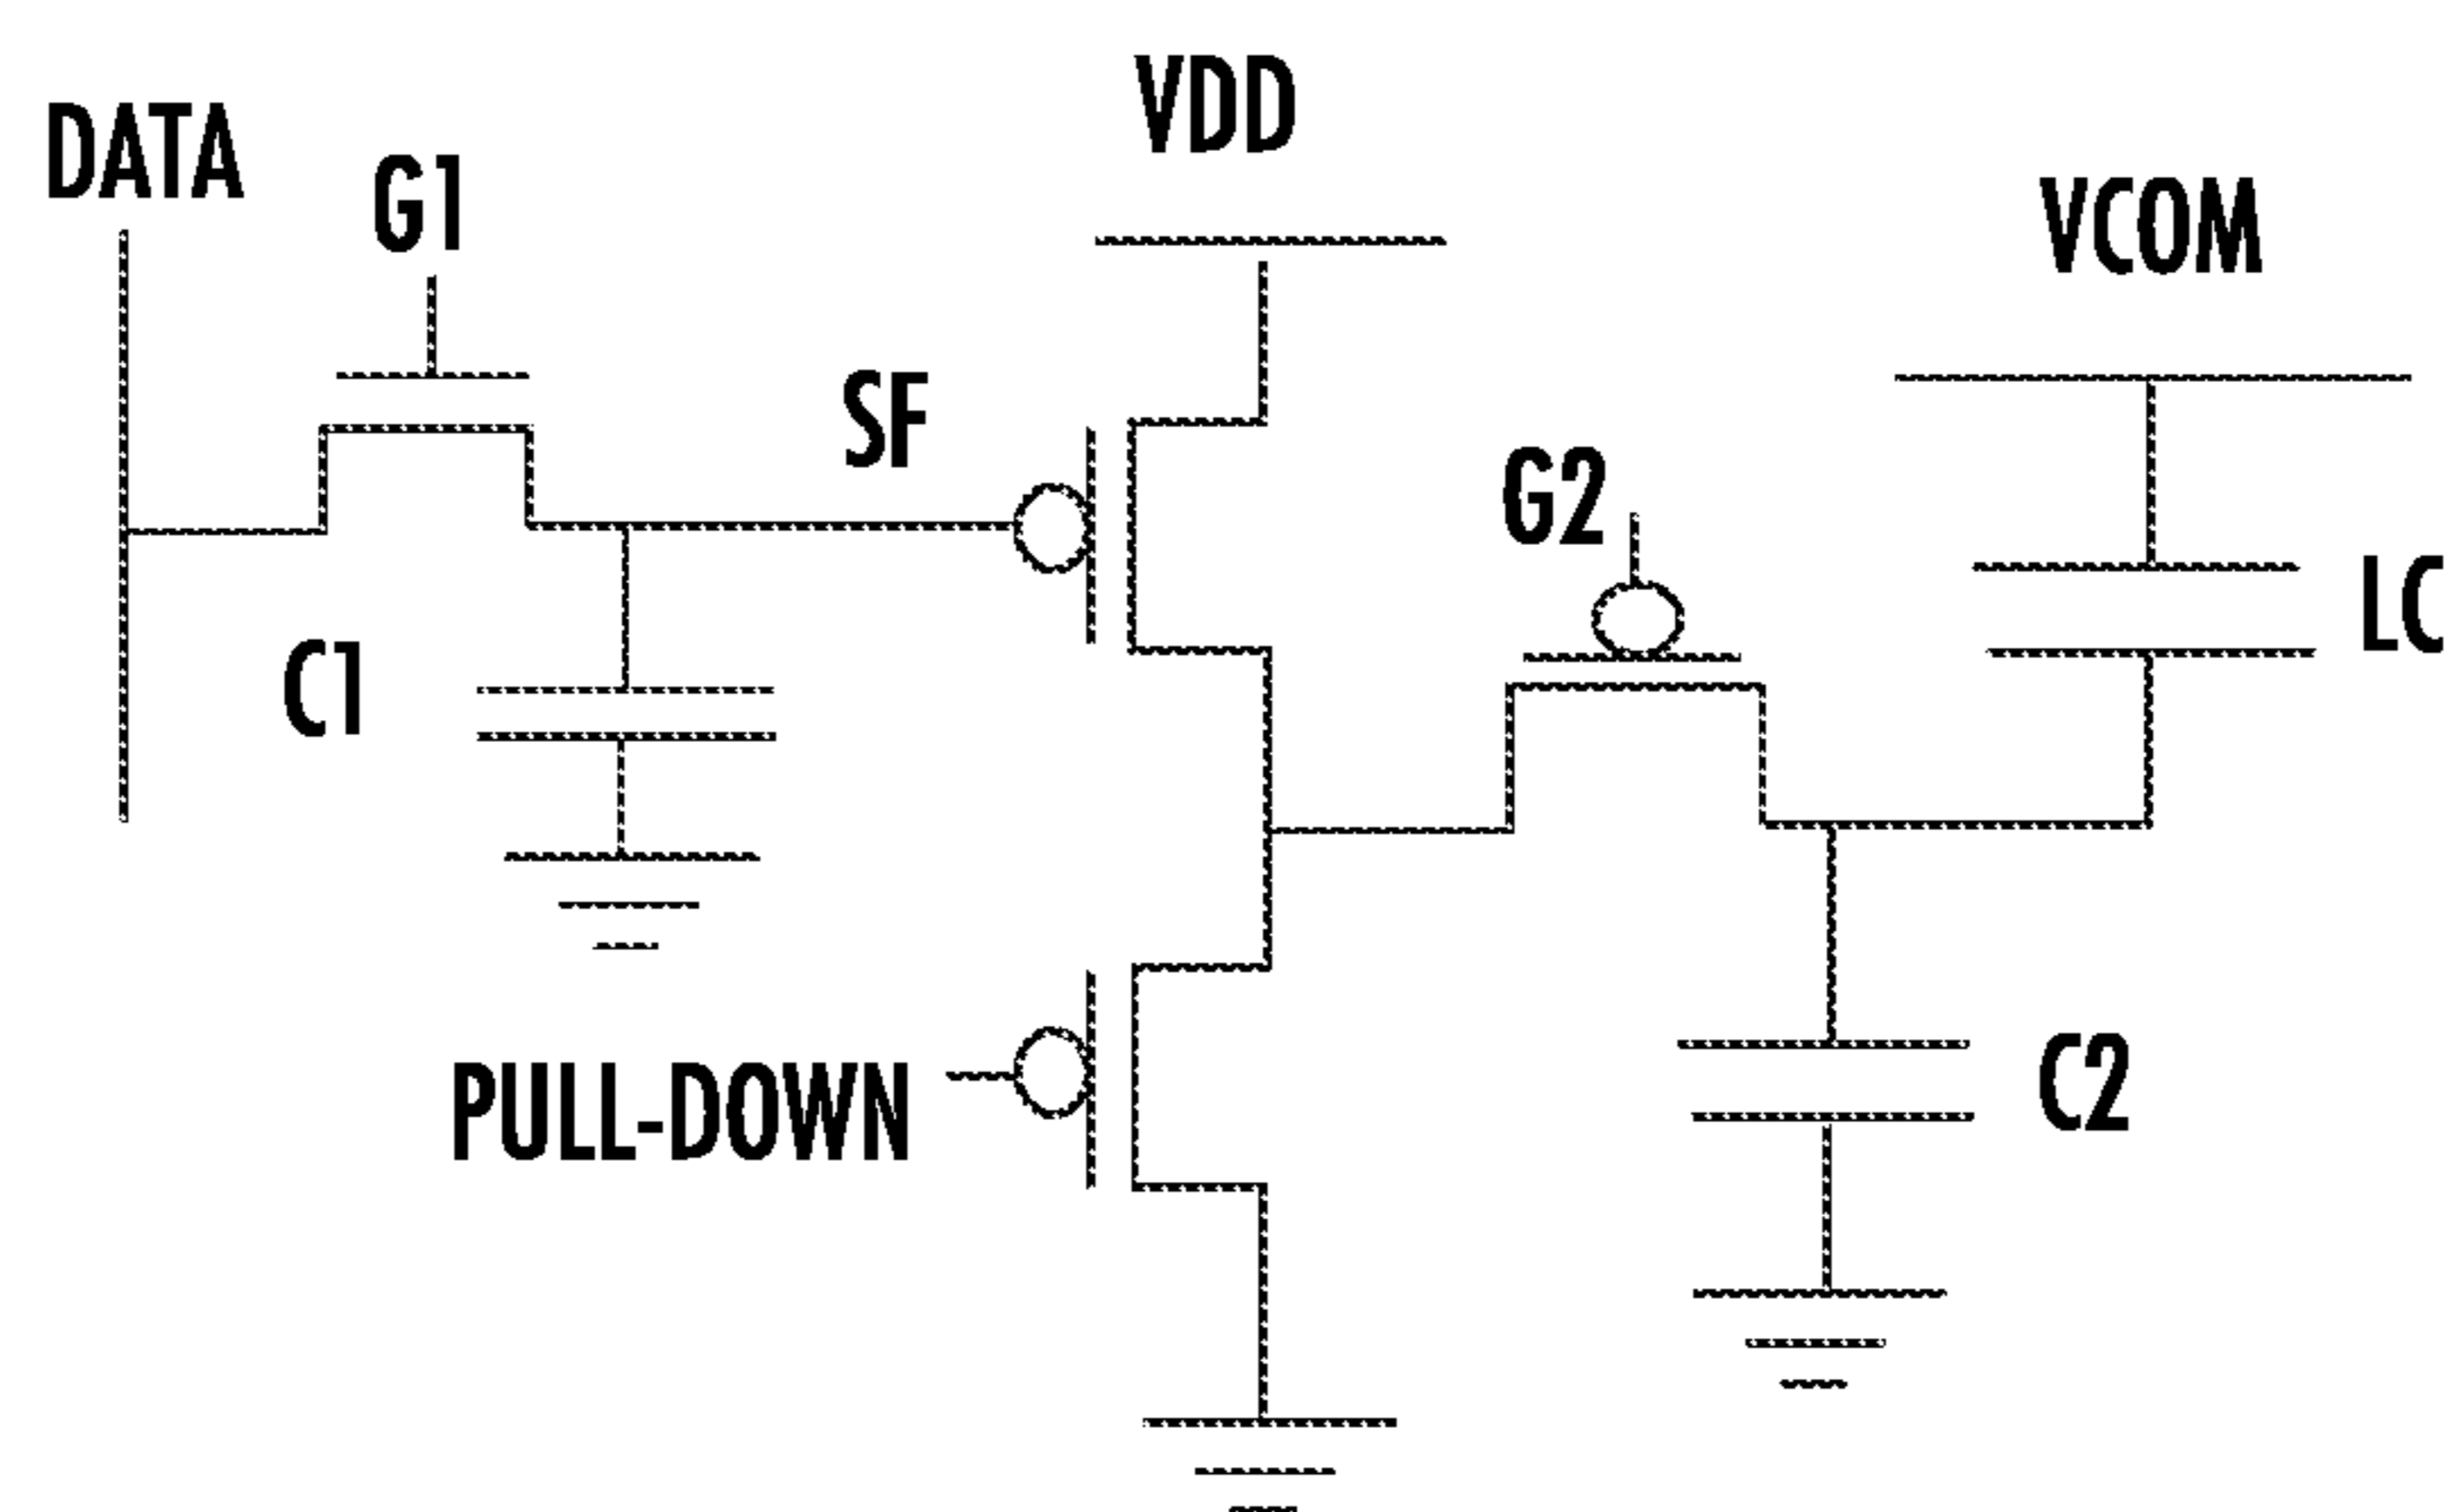 DATA
G1
VDD
VCOM
SF
G2
LC
C1
PULL-DOWN
C2